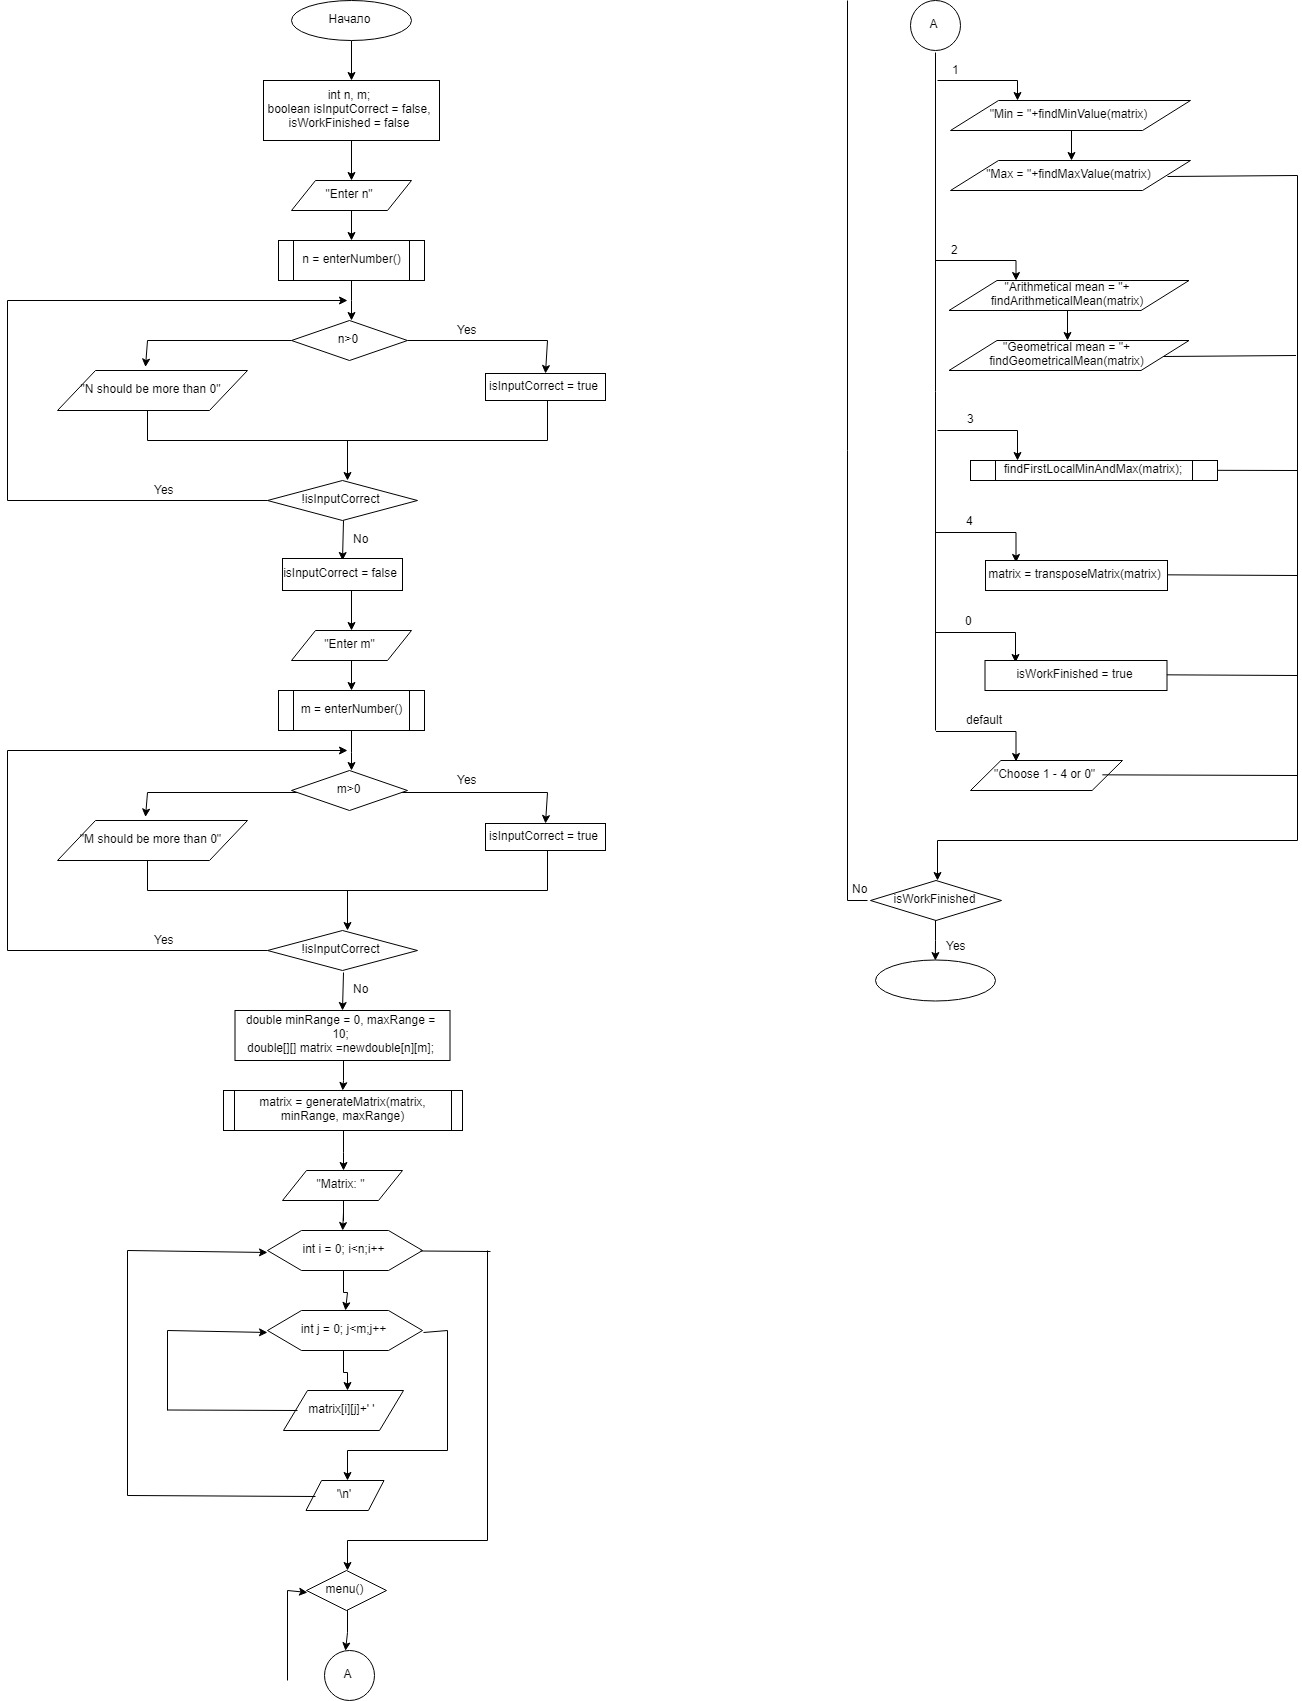 Начало
int n, m;
boolean isInputCorrect = false,
isWorkFinished = false
"Enter n"
n = enterNumber()
n>0
Yes
"N should be more than 0"
isInputCorrect = true
Yes
!isInputCorrect
No
isInputCorrect = false
"Enter m"
m = enterNumber()
m>0
Yes
"M should be more than 0"
isInputCorrect = true
Yes
!isInputCorrect
No
double minRange = 0, maxRange =
10;
double[][] matrix =newdouble[n][m];
matrix = generateMatrix(matrix,
minRange, maxRange)
"Matrix: "
int i = 0; i<n;i++
int j = 0; j<m;j++
matrix[i][j]+' '
'\n'
menu()
A
A
1
"Min = "+findMinValue(matrix)
"Max = "+findMaxValue(matrix)
2
"Arithmetical mean = "+
findArithmeticalMean(matrix)
"Geometrical mean = "+
findGeometricalMean(matrix)
3
findFirstLocalMinAndMax(matrix);
4
matrix = transposeMatrix(matrix)
0
isWorkFinished = true
default
"Choose 1 - 4 or 0"
No
isWorkFinished
Yes